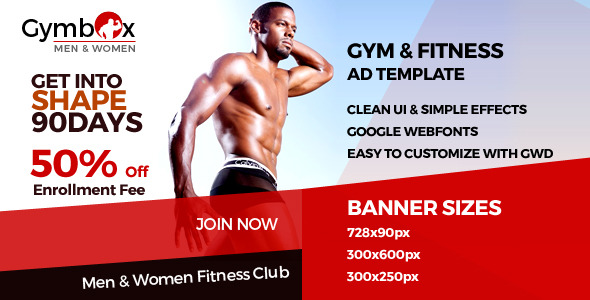 Gymbox
MEN & WOMEN
GET INTO
SHAPE
90DAYS
50% Off
Enrollment Fee
JOIN NOW
Men & Women Fitness Club
GYM & FITNESS
AD TEMPLATE
CLEAN UI & SIMPLE EFFECTS
GOOGLE WEBFONTS
EASY TO CUSTOMIZE WITH GWD
BANNER SIZES
728x90px
300x600px
300x250px